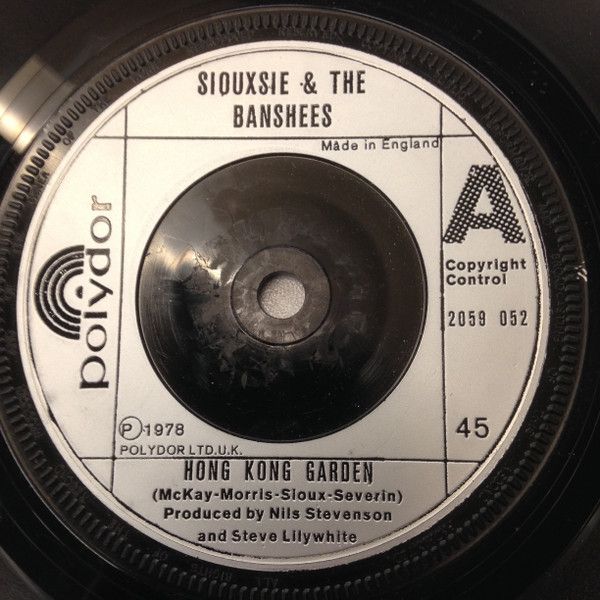 SIOUXSIE & THE
BANSHEES
Made in England
polydor
A
Copyright
Control
2059 052
℗ 1978
POLYDOR LTD.U.K.
45
HONG KONG GARDEN
(McKay-Morris-Sioux-Severin)
Produced by Nils Stevenson
and Steve Lilywhite